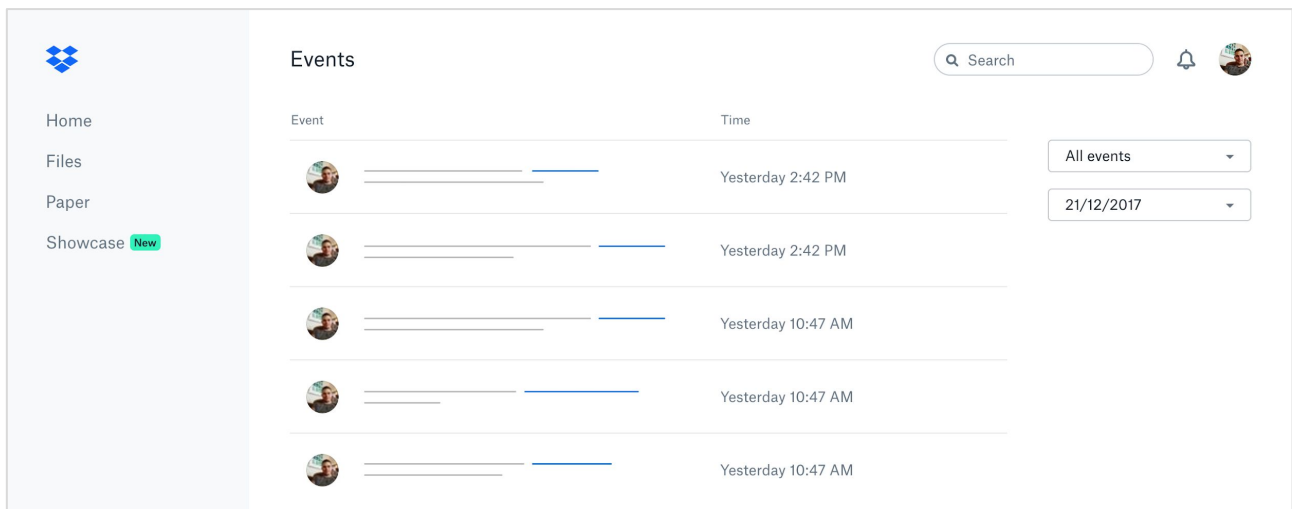 Events
Search
Home
Files
Paper
Showcase New
Event Time
Yesterday 2:42 PM
Yesterday 2:42 PM
Yesterday 10:47 AM
Yesterday 10:47 AM
Yesterday 10:47 AM
All events
21/12/2017